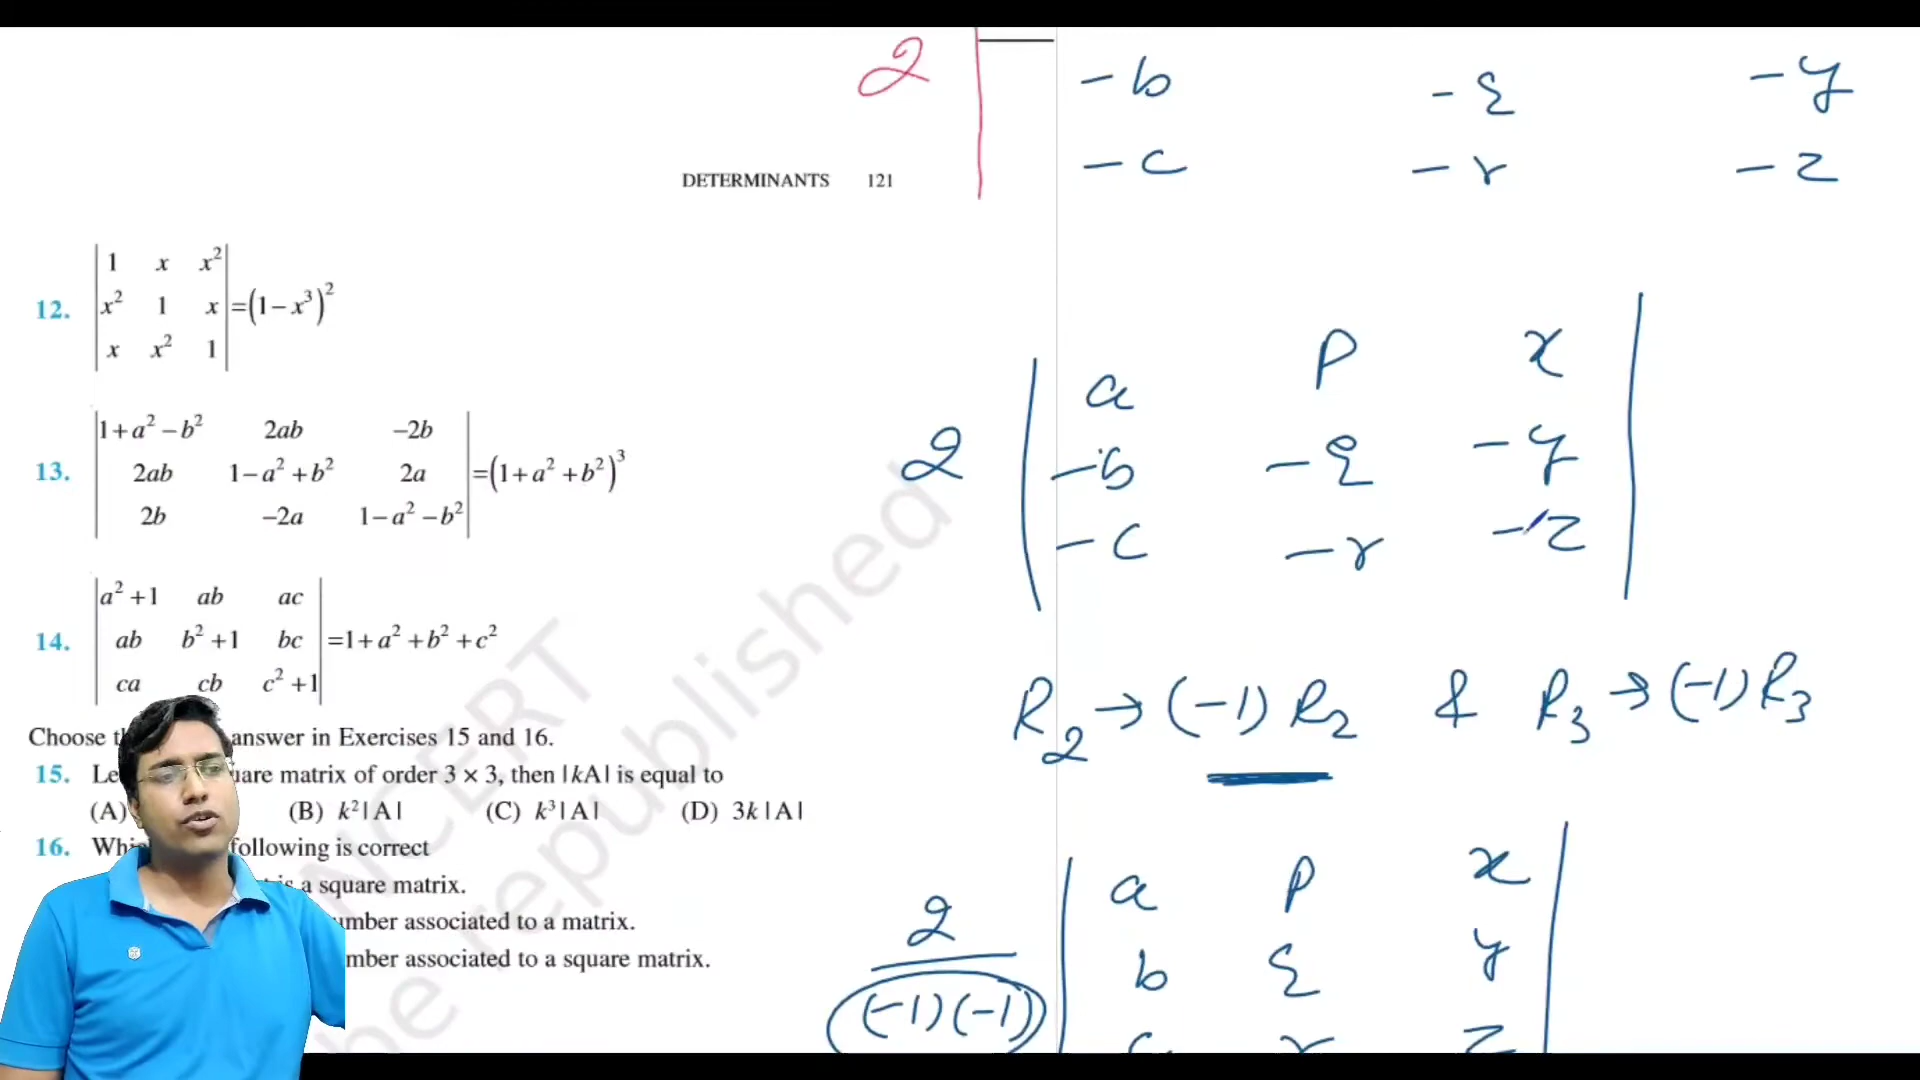 2 | -b -q -y
-c -r -z
DETERMINANTS 121
12. | 1 x x² |
| x² 1 x | =(1−x³)²
| x x² 1 |
13. | 1+a²−b² 2ab −2b |
| 2ab 1−a²+b² 2a | =(1+a²+b²)³
| 2b −2a 1−a²−b² |
14. | a²+1 ab ac |
| ab b²+1 bc | =1+a²+b²+c²
| ca cb c²+1 |
Choose answer in Exercises 15 and 16.
15. matrix of order 3 × 3, then |kA| is equal to
(A) (B) k²|A| (C) k³|A| (D) 3k|A|
16. following is correct
is a square matrix.
associated to a matrix.
associated to a square matrix.
NCERT
be republished
| a p x |
2 | -b -q -y |
| -c -r -z |
R₂ → (-1) R₂ & R₃ → (-1) R₃
| a p x |
2/(-1)(-1) | b q y |
| c r z |